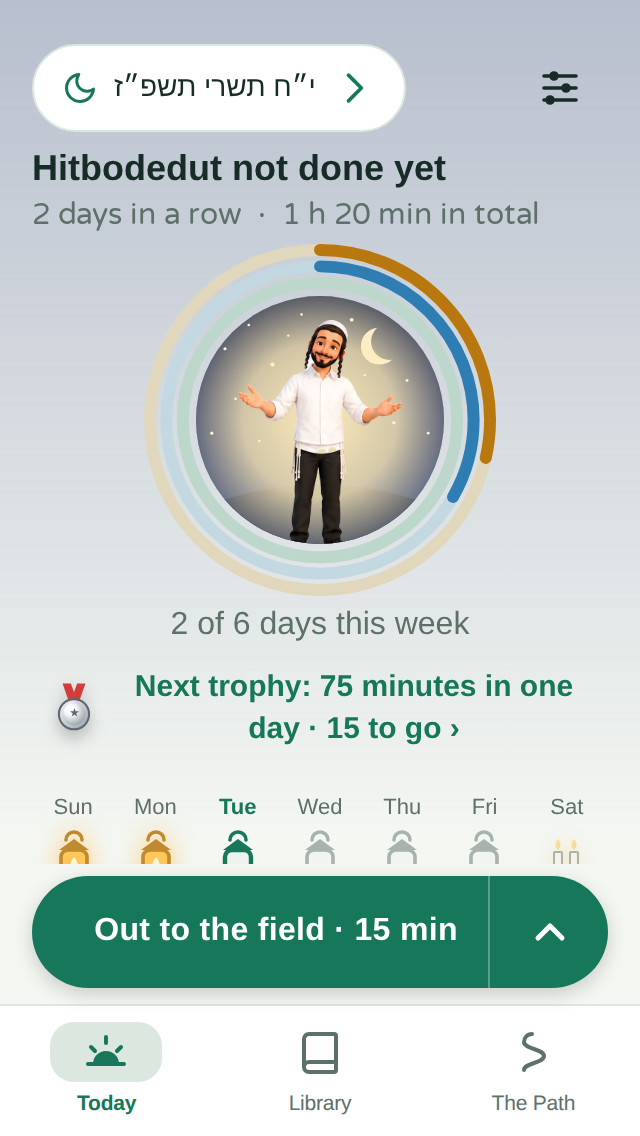 י״ח תשרי תשפ״ז
Hitbodedut not done yet
2 days in a row · 1 h 20 min in total
2 of 6 days this week
Next trophy: 75 minutes in one
day · 15 to go ›
Sun Mon Tue Wed Thu Fri Sat
Out to the field · 15 min
Today Library The Path